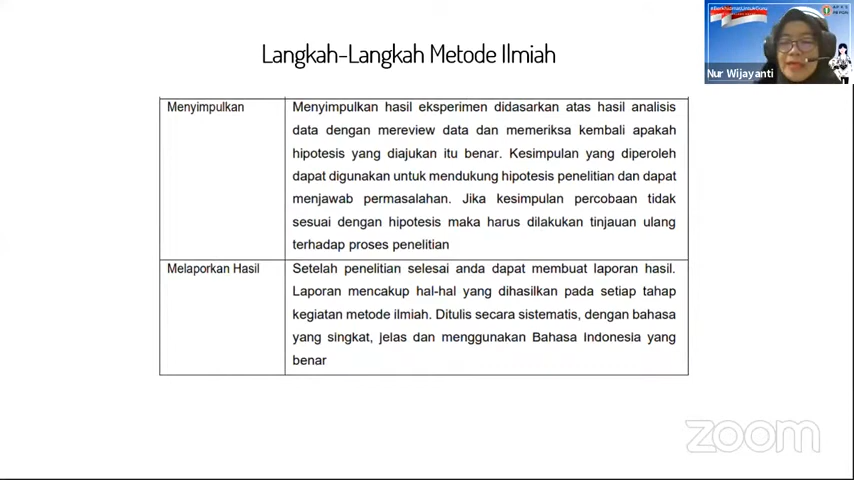 Langkah-Langkah Metode Ilmiah
Menyimpulkan
Menyimpulkan hasil eksperimen didasarkan atas hasil analisis
data dengan mereview data dan memeriksa kembali apakah
hipotesis yang diajukan itu benar. Kesimpulan yang diperoleh
dapat digunakan untuk mendukung hipotesis penelitian dan dapat
menjawab permasalahan. Jika kesimpulan percobaan tidak
sesuai dengan hipotesis maka harus dilakukan tinjauan ulang
terhadap proses penelitian
Melaporkan Hasil
Setelah penelitian selesai anda dapat membuat laporan hasil.
Laporan mencakup hal-hal yang dihasilkan pada setiap tahap
kegiatan metode ilmiah. Ditulis secara sistematis, dengan bahasa
yang singkat, jelas dan menggunakan Bahasa Indonesia yang
benar
Nur Wijayanti
zoom